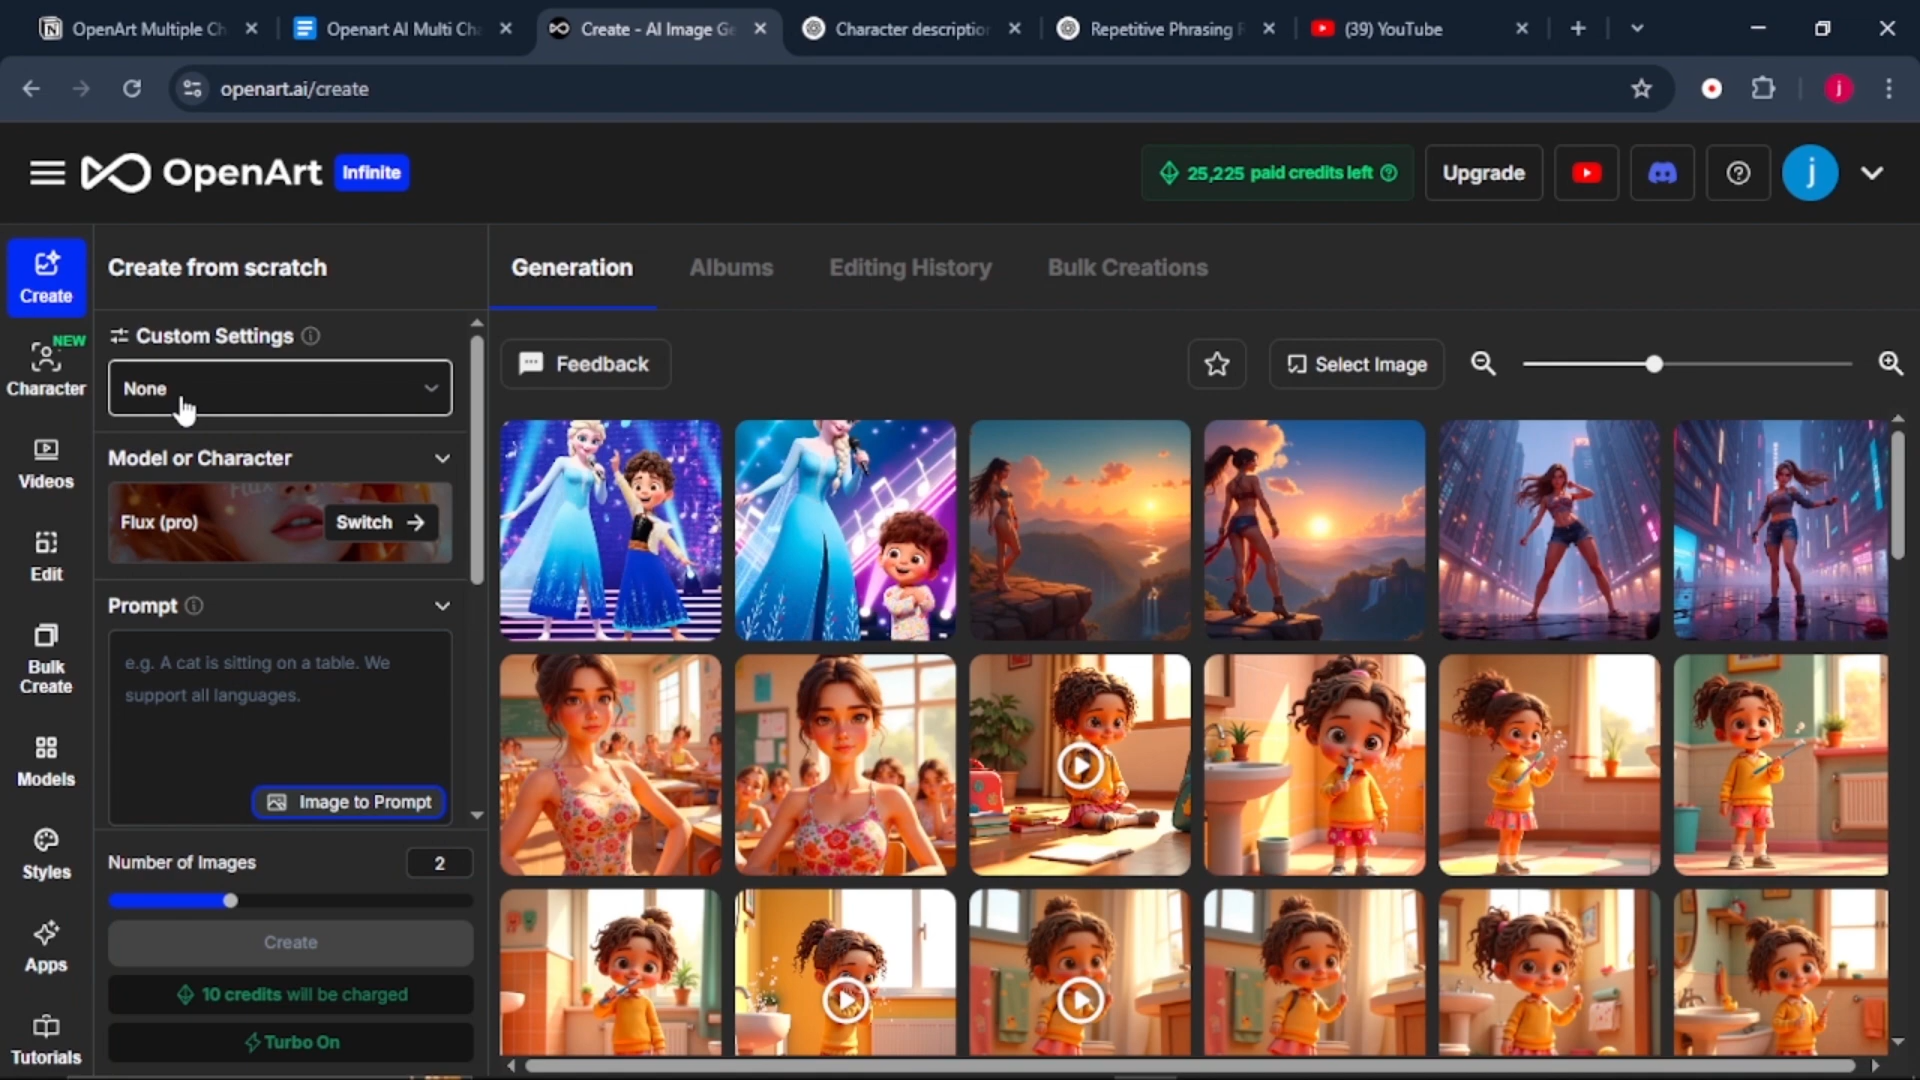 OpenArt Multiple Ch
Openart AI Multi Cha
Create - AI Image Ge
Character description
Repetitive Phrasing
(39) YouTube
openart.ai/create
j
OpenArt
Infinite
25,225 paid credits left
Upgrade
j
Create
NEW
Character
Videos
Edit
Bulk
Create
Models
Styles
Apps
Tutorials
Create from scratch
Custom Settings
None
Model or Character
Flux (pro)
Switch
Prompt
e.g. A cat is sitting on a table. We
support all languages.
Image to Prompt
Number of Images
2
Create
10 credits will be charged
Turbo On
Generation
Albums
Editing History
Bulk Creations
Feedback
Select Image